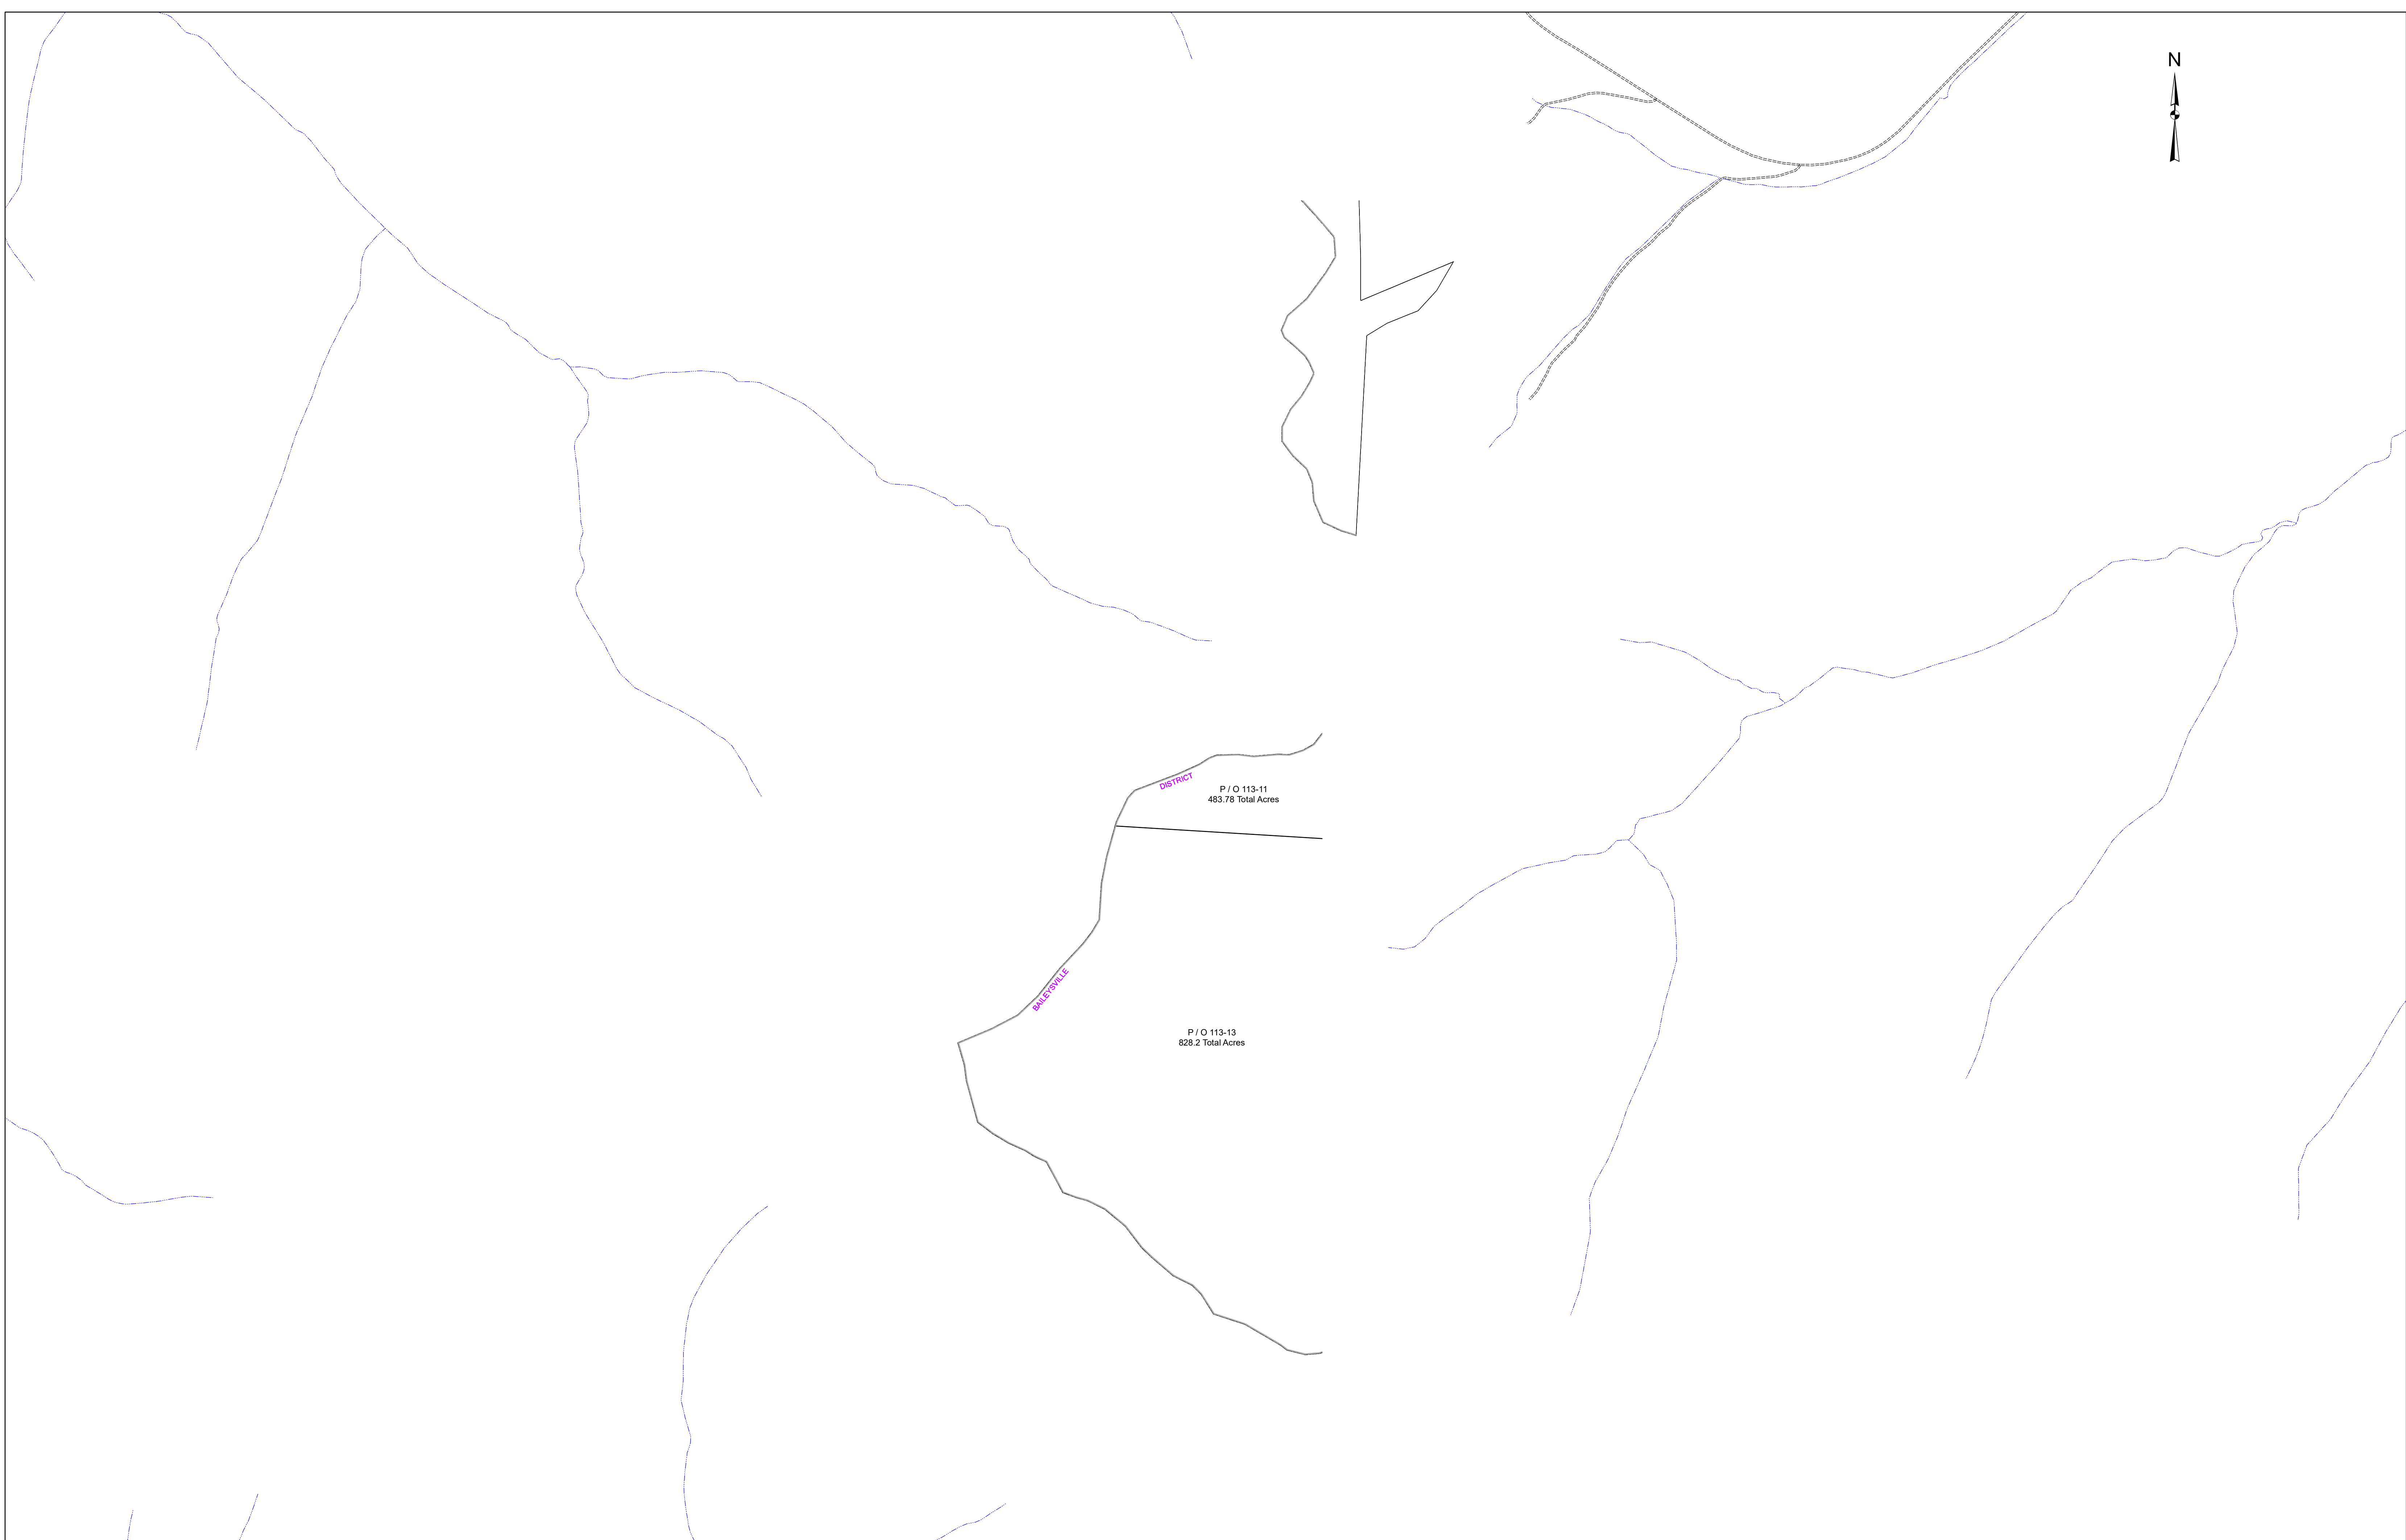 N
DISTRICT
P / O 113-11
483.78 Total Acres
BAILEYSVILLE
P / O 113-13
828.2 Total Acres